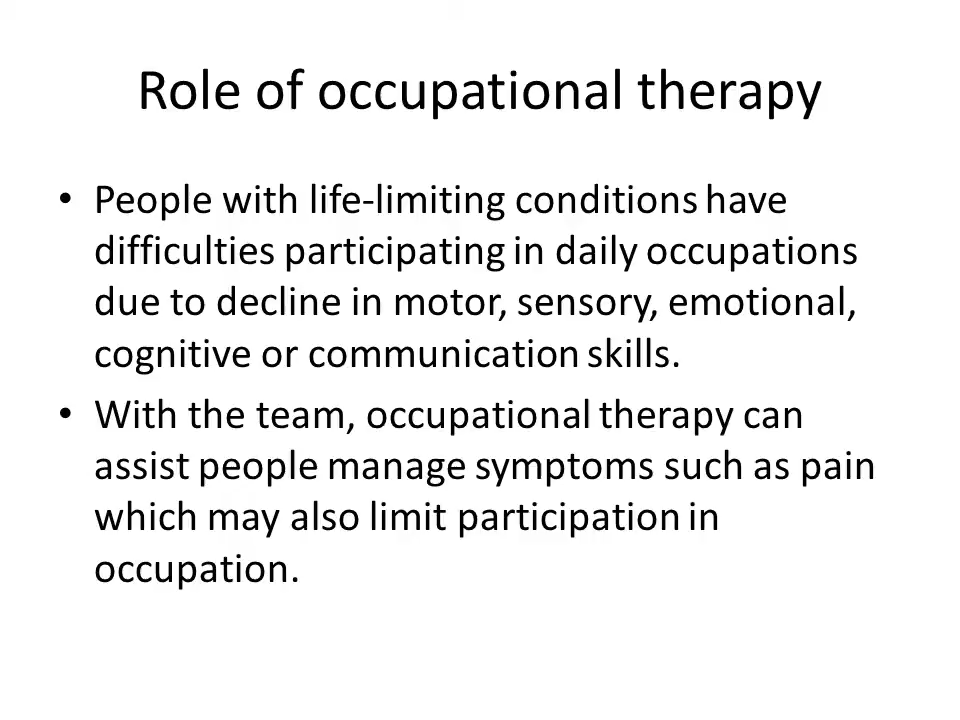 Role of occupational therapy
• People with life-limiting conditions have
difficulties participating in daily occupations
due to decline in motor, sensory, emotional,
cognitive or communication skills.
• With the team, occupational therapy can
assist people manage symptoms such as pain
which may also limit participation in
occupation.